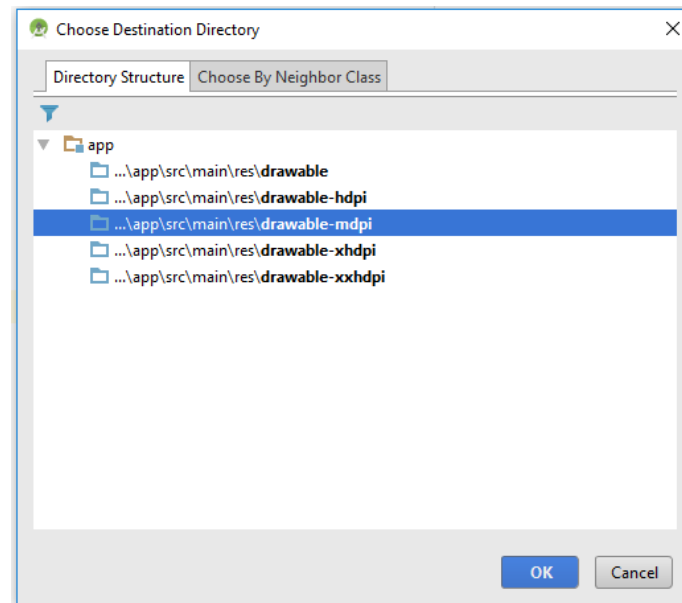 Choose Destination Directory
Directory Structure Choose By Neighbor Class
app
...\app\src\main\res\drawable
...\app\src\main\res\drawable-hdpi
...\app\src\main\res\drawable-mdpi
...\app\src\main\res\drawable-xhdpi
...\app\src\main\res\drawable-xxhdpi
OK Cancel